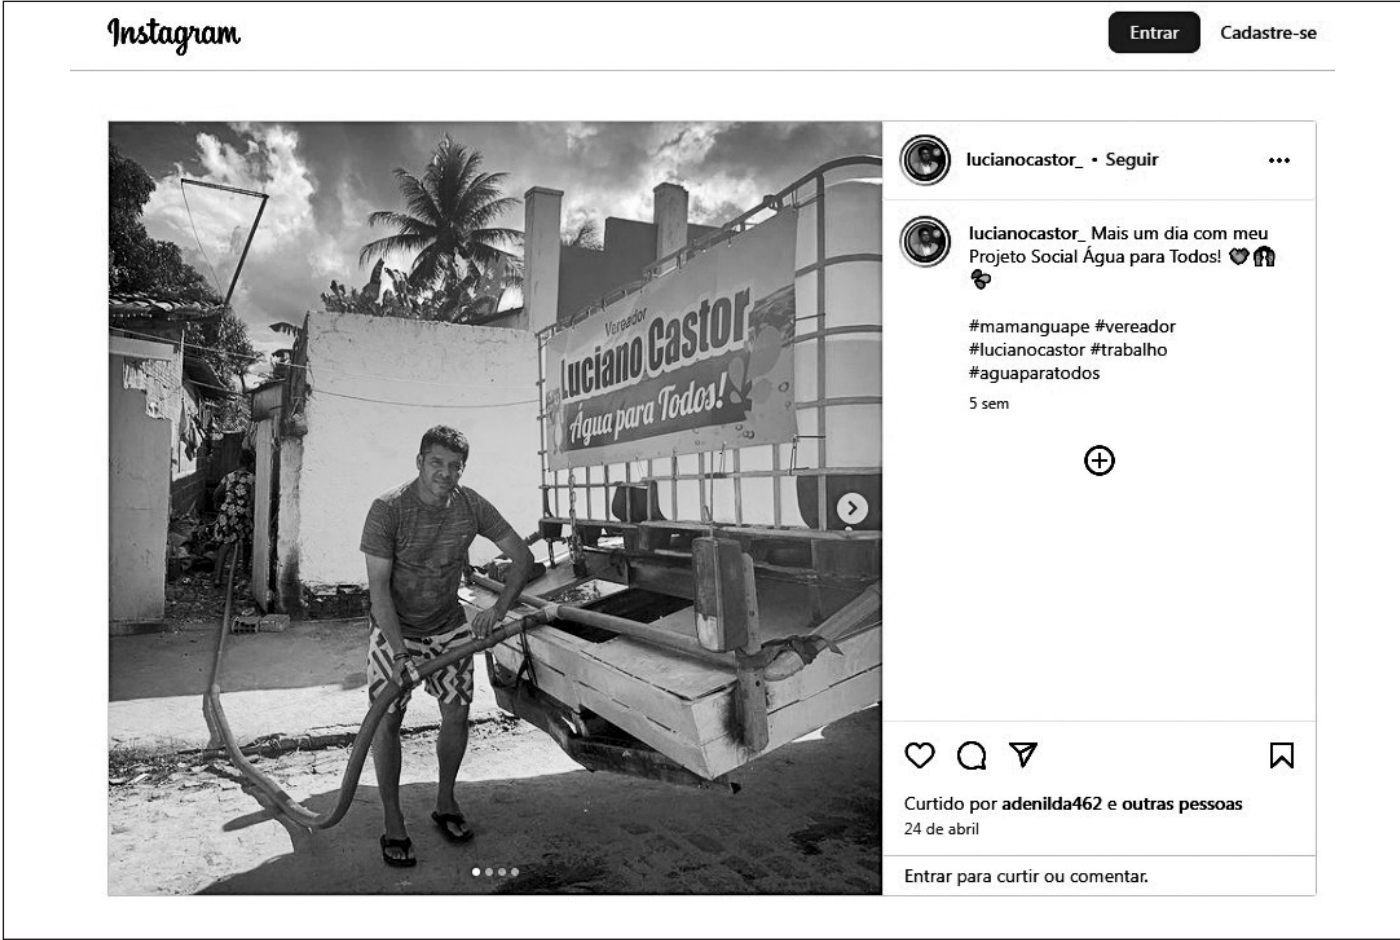 Instagram
Entrar
Cadastre-se
Vereador
Luciano Castor
Água para Todos!
lucianocastor_ • Seguir
lucianocastor_ Mais um dia com meu
Projeto Social Água para Todos!
#mamanguape #vereador
#lucianocastor #trabalho
#aguaparatodos
5 sem
Curtido por adenilda462 e outras pessoas
24 de abril
Entrar para curtir ou comentar.